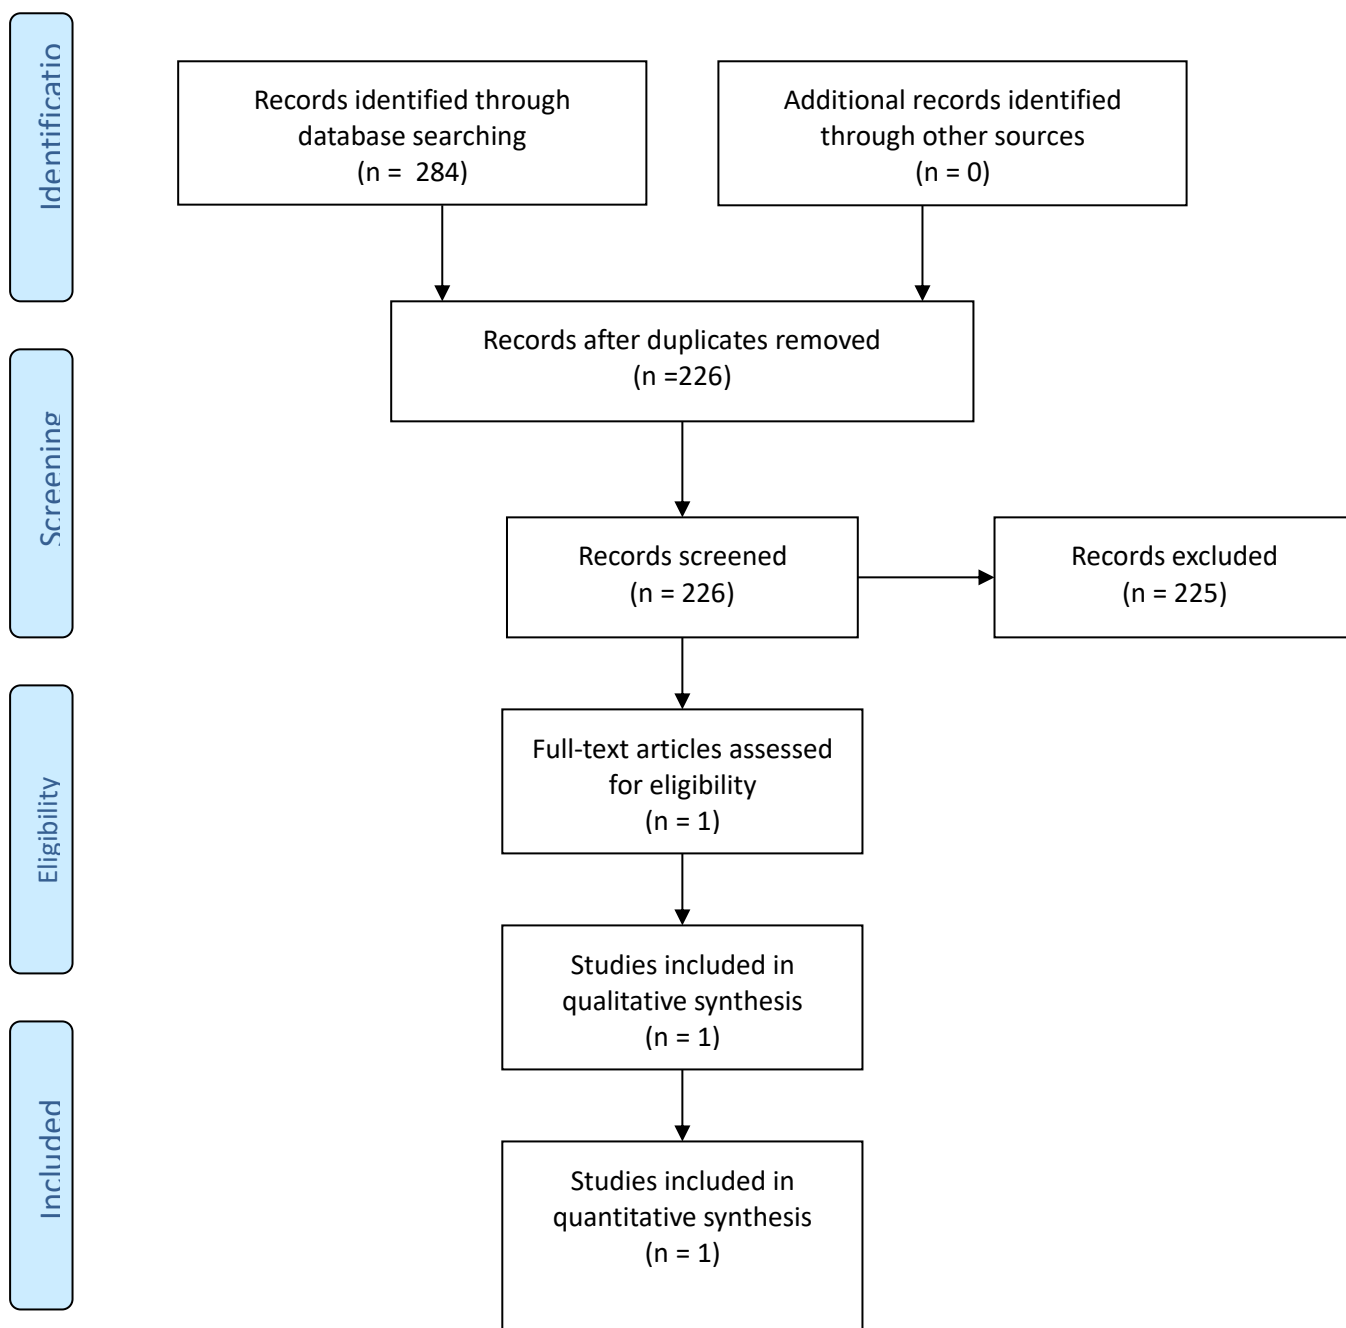 Identificatio
Records identified through
database searching
(n =  284)
Additional records identified
through other sources
(n = 0)
Records after duplicates removed
(n =226)
Screening
Records screened
(n = 226)
Records excluded
(n = 225)
Eligibility
Full-text articles assessed
for eligibility
(n = 1)
Studies included in
qualitative synthesis
(n = 1)
Included
Studies included in
quantitative synthesis
(n = 1)